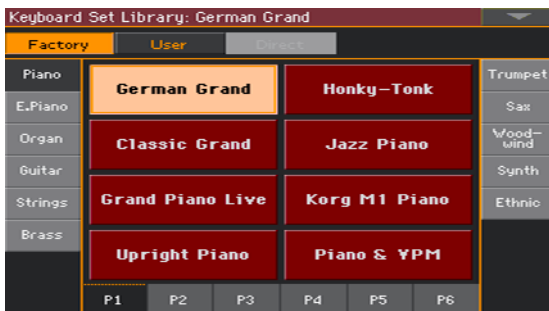 Keyboard Set Library: German Grand
Factory User Direct
Piano
E.Piano
Organ
Guitar
Strings
Brass
German Grand Honky-Tonk
Classic Grand Jazz Piano
Grand Piano Live Korg M1 Piano
Upright Piano Piano & ¥PM
P1 P2 P3 P4 P5 P6
Trumpet
Sax
Wood-
wind
Synth
Ethnic